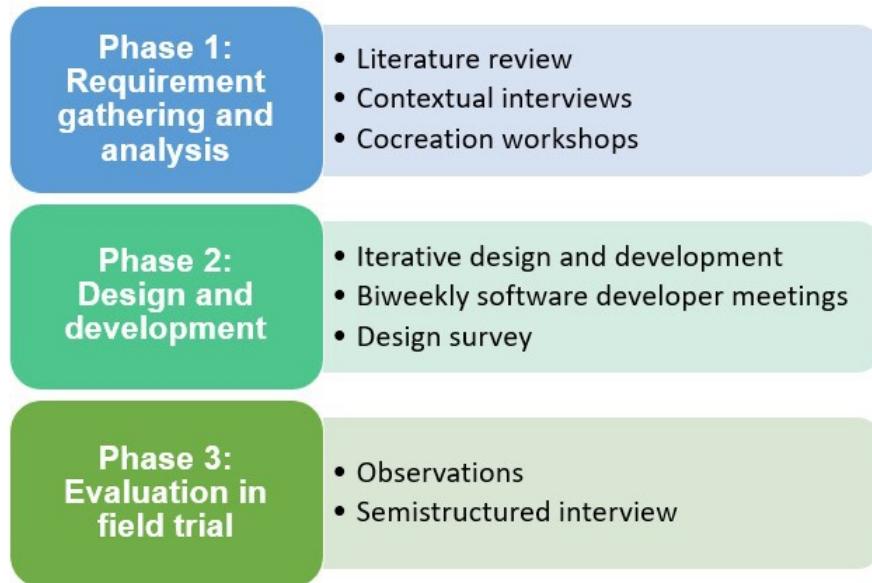 Phase 1:
Requirement
gathering and
analysis
• Literature review
• Contextual interviews
• Cocreation workshops
Phase 2:
Design and
development
• Iterative design and development
• Biweekly software developer meetings
• Design survey
Phase 3:
Evaluation in
field trial
• Observations
• Semistructured interview